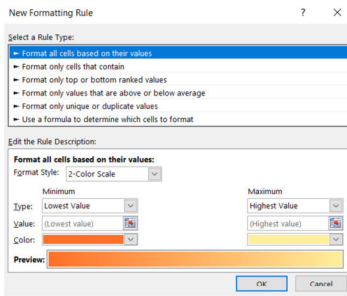 New Formatting Rule ? ×
Select a Rule Type:
► Format all cells based on their values
► Format only cells that contain
► Format only top or bottom ranked values
► Format only values that are above or below average
► Format only unique or duplicate values
► Use a formula to determine which cells to format
Edit the Rule Description:
Format all cells based on their values:
Format Style: 2-Color Scale
Minimum Maximum
Type: Lowest Value Highest Value
Value: (Lowest value) (Highest value)
Color:
Preview:
OK Cancel